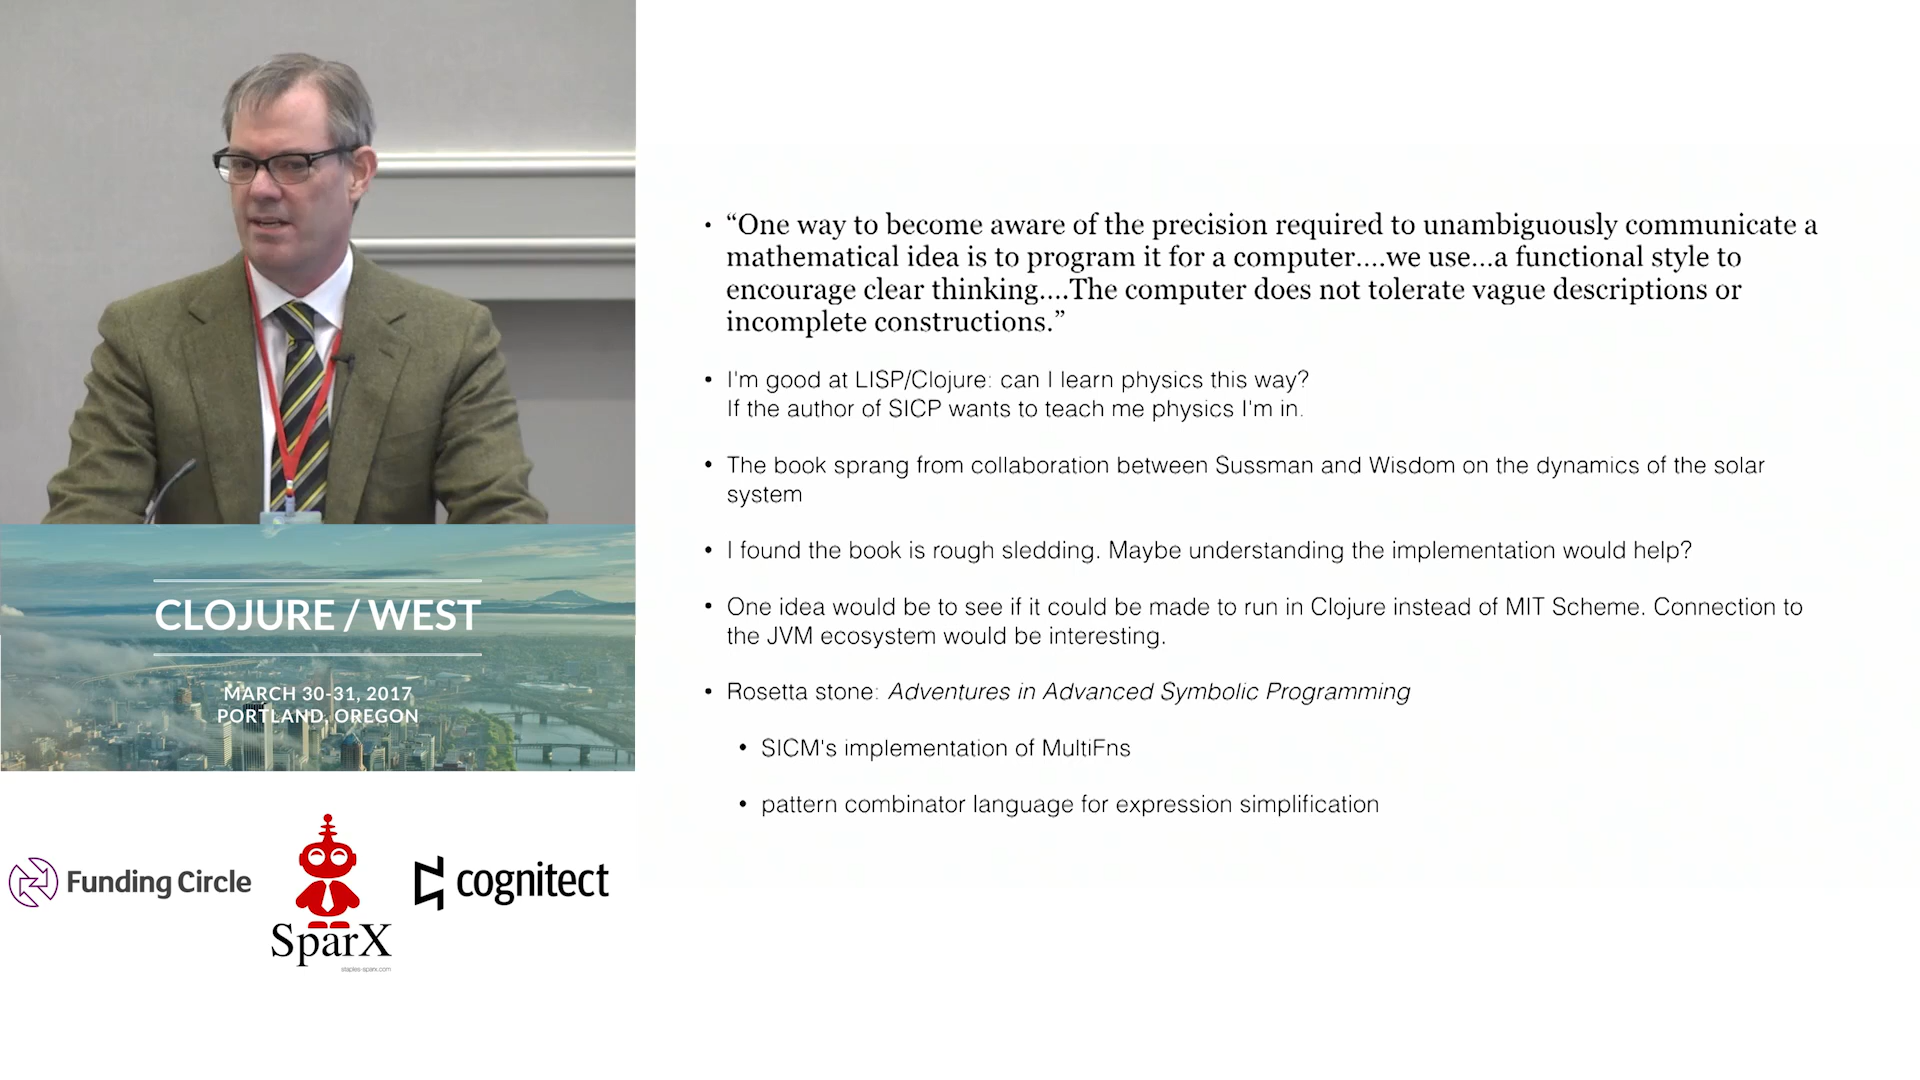 • “One way to become aware of the precision required to unambiguously communicate a
mathematical idea is to program it for a computer....we use...a functional style to
encourage clear thinking....The computer does not tolerate vague descriptions or
incomplete constructions.”
• I'm good at LISP/Clojure: can I learn physics this way?
If the author of SICP wants to teach me physics I'm in.
• The book sprang from collaboration between Sussman and Wisdom on the dynamics of the solar
system
• I found the book is rough sledding. Maybe understanding the implementation would help?
• One idea would be to see if it could be made to run in Clojure instead of MIT Scheme. Connection to
the JVM ecosystem would be interesting.
• Rosetta stone: Adventures in Advanced Symbolic Programming
• SICM's implementation of MultiFns
• pattern combinator language for expression simplification
CLOJURE / WEST
MARCH 30-31, 2017
PORTLAND, OREGON
Funding Circle
SparX
staples-sparx.com
cognitect